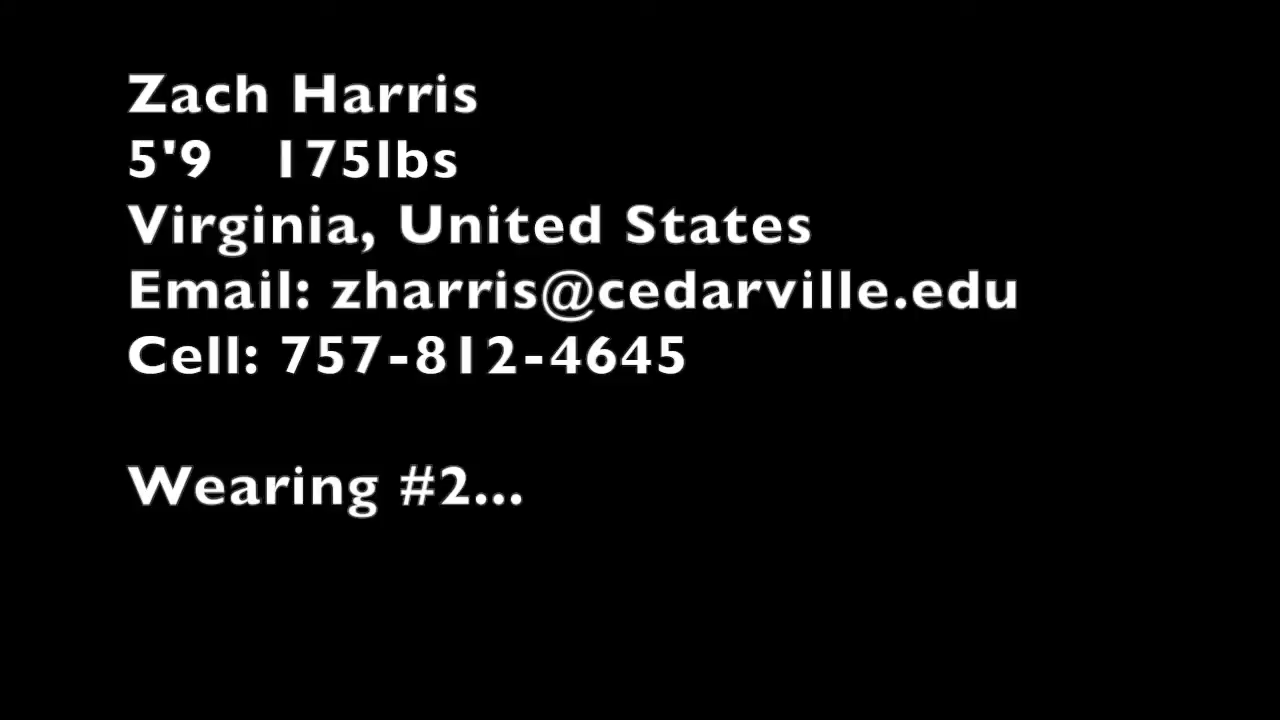 Zach Harris
5'9 175lbs
Virginia, United States
Email: zharris@cedarville.edu
Cell: 757-812-4645
Wearing #2...